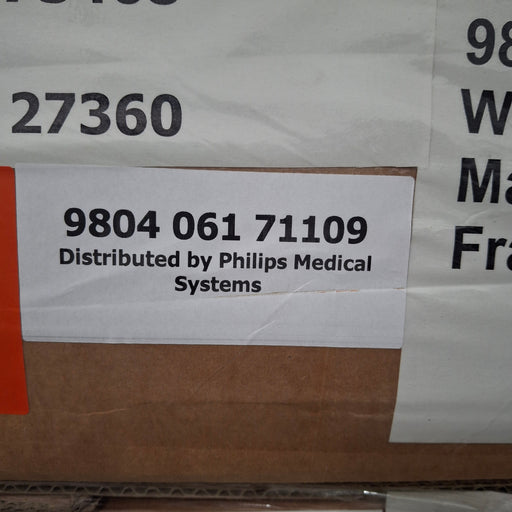 27360
9804 061 71109
Distributed by Philips Medical
Systems
98
W
Ma
Fra